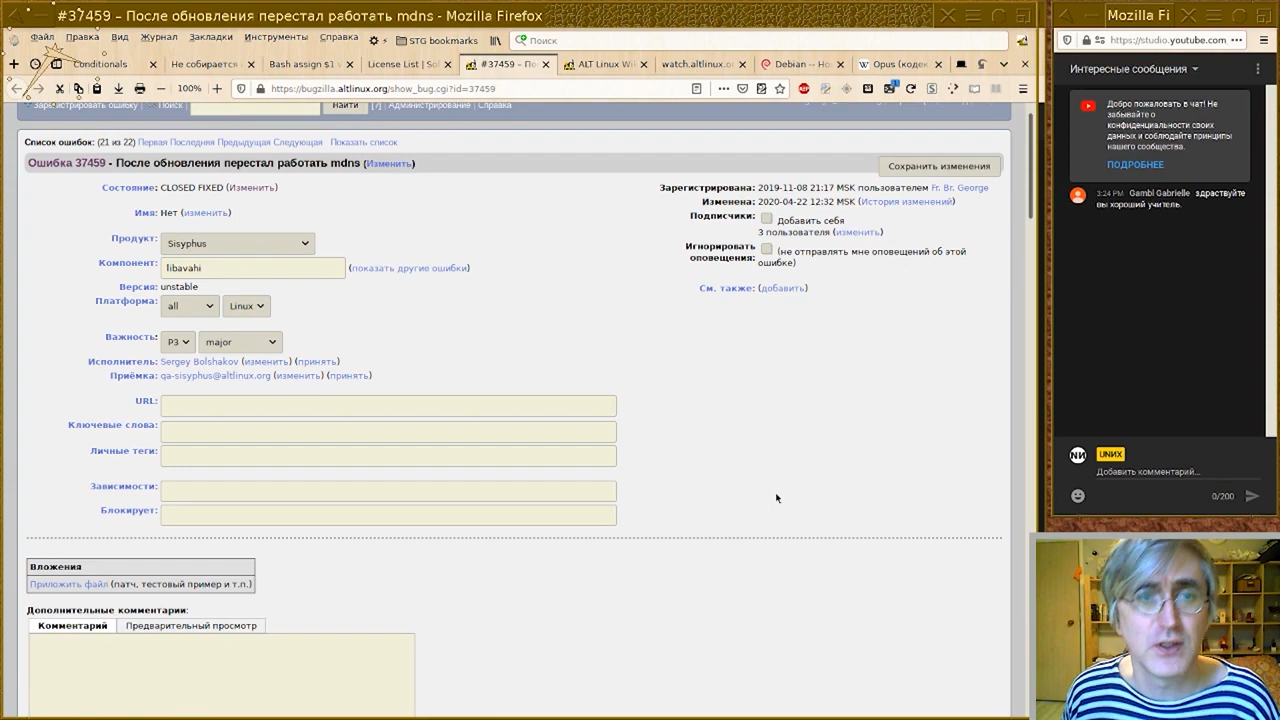 #37459 – После обновления перестал работать mdns - Mozilla Firefox
Файл Правка Вид Журнал Закладки Инструменты Справка
STG bookmarks
Поиск
Conditionals
Не собирается
Bash assign $1
License List | S
#37459 – По
ALT Linux Wi
watch.altlinux.o
Debian -- Ho
Opus (кодек
https://bugzilla.altlinux.org/show_bug.cgi?id=37459
100%
Зарегистрировать ошибку | Поиск Найти [?] | Администрирование | Справка
Список ошибок: (21 из 22) Первая Последняя Предыдущая Следующая Показать список
Ошибка 37459 - После обновления перестал работать mdns (Изменить)
Сохранить изменения
Состояние: CLOSED FIXED (Изменить)
Имя: Нет (изменить)
Продукт: Sisyphus
Компонент: libavahi (показать другие ошибки)
Версия: unstable
Платформа: all Linux
Важность: P3 major
Исполнитель: Sergey Bolshakov (изменить) (принять)
Приёмка: qa-sisyphus@altlinux.org (изменить) (принять)
URL:
Ключевые слова:
Личные теги:
Зависимости:
Блокирует:
Зарегистрирована: 2019-11-08 21:17 MSK пользователем Fr. Br. George
Изменена: 2020-04-22 12:32 MSK (История изменений)
Подписчики: Добавить себя
3 пользователя (изменить)
Игнорировать оповещения: (не отправлять мне оповещений об этой
ошибке)
См. также: (добавить)
Вложения
Приложить файл (патч, тестовый пример и т.п.)
Дополнительные комментарии:
Комментарий Предварительный просмотр
Mozilla Fi
https://studio.youtube.com
Интересные сообщения
Добро пожаловать в чат! Не
забывайте о
конфиденциальности своих
данных и соблюдайте принципы
нашего сообщества.
ПОДРОБНЕЕ
3:24 PM Gambl Gabrielle здраствуйте
вы хороший учитель.
UNИX
Добавить комментарий...
0/200